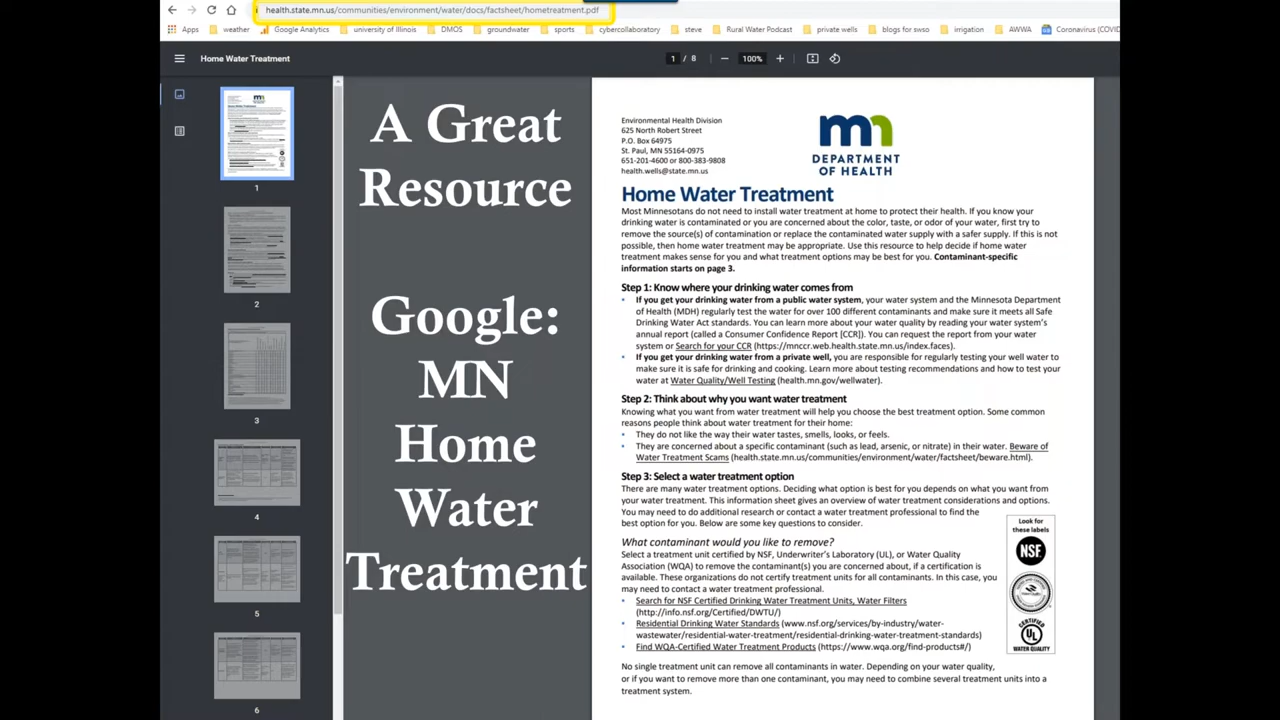 health.state.mn.us/communities/environment/water/docs/factsheet/hometreatment.pdf
Apps weather Google Analytics university of Illinois DMOS groundwater sports cybercollaboratory steve Rural Water Podcast private wells blogs for swso irrigation AWWA Coronavirus (COVID
Home Water Treatment 1 / 8 100%
1
2
3
4
5
6
A Great
Resource
Google:
MN
Home
Water
Treatment
Environmental Health Division
625 North Robert Street
P.O. Box 64975
St. Paul, MN 55164-0975
651-201-4600 or 800-383-9808
health.wells@state.mn.us
mn
DEPARTMENT
OF HEALTH
Home Water Treatment
Most Minnesotans do not need to install water treatment at home to protect their health. If you know your
drinking water is contaminated or you are concerned about the color, taste, or odor of your water, first try to
remove the source(s) of contamination or replace the contaminated water supply with a safer supply. If this is not
possible, then home water treatment may be appropriate. Use this resource to help decide if home water
treatment makes sense for you and what treatment options may be best for you. Contaminant-specific
information starts on page 3.
Step 1: Know where your drinking water comes from
▪ If you get your drinking water from a public water system, your water system and the Minnesota Department
of Health (MDH) regularly test the water for over 100 different contaminants and make sure it meets all Safe
Drinking Water Act standards. You can learn more about your water quality by reading your water system's
annual report (called a Consumer Confidence Report [CCR]). You can request the report from your water
system or Search for your CCR (https://mnccr.web.health.state.mn.us/index.faces).
▪ If you get your drinking water from a private well, you are responsible for regularly testing your well water to
make sure it is safe for drinking and cooking. Learn more about testing recommendations and how to test your
water at Water Quality/Well Testing (health.mn.gov/wellwater).
Step 2: Think about why you want water treatment
Knowing what you want from water treatment will help you choose the best treatment option. Some common
reasons people think about water treatment for their home:
▪ They do not like the way their water tastes, smells, looks, or feels.
▪ They are concerned about a specific contaminant (such as lead, arsenic, or nitrate) in their water. Beware of
Water Treatment Scams (health.state.mn.us/communities/environment/water/factsheet/beware.html).
Step 3: Select a water treatment option
There are many water treatment options. Deciding what option is best for you depends on what you want from
your water treatment. This information sheet gives an overview of water treatment considerations and options.
You may need to do additional research or contact a water treatment professional to find the
best option for you. Below are some key questions to consider.
What contaminant would you like to remove?
Select a treatment unit certified by NSF, Underwriter's Laboratory (UL), or Water Quality
Association (WQA) to remove the contaminant(s) you are concerned about, if a certification is
available. These organizations do not certify treatment units for all contaminants. In this case, you
may need to contact a water treatment professional.
▪ Search for NSF Certified Drinking Water Treatment Units, Water Filters
(http://info.nsf.org/Certified/DWTU/)
▪ Residential Drinking Water Standards (www.nsf.org/services/by-industry/water-
wastewater/residential-water-treatment/residential-drinking-water-treatment-standards)
▪ Find WQA-Certified Water Treatment Products (https://www.wqa.org/find-products#/)
No single treatment unit can remove all contaminants in water. Depending on your water quality,
or if you want to remove more than one contaminant, you may need to combine several treatment units into a
treatment system.
Look for
these labels
NSF
CERTIFIED
UL
WATER QUALITY